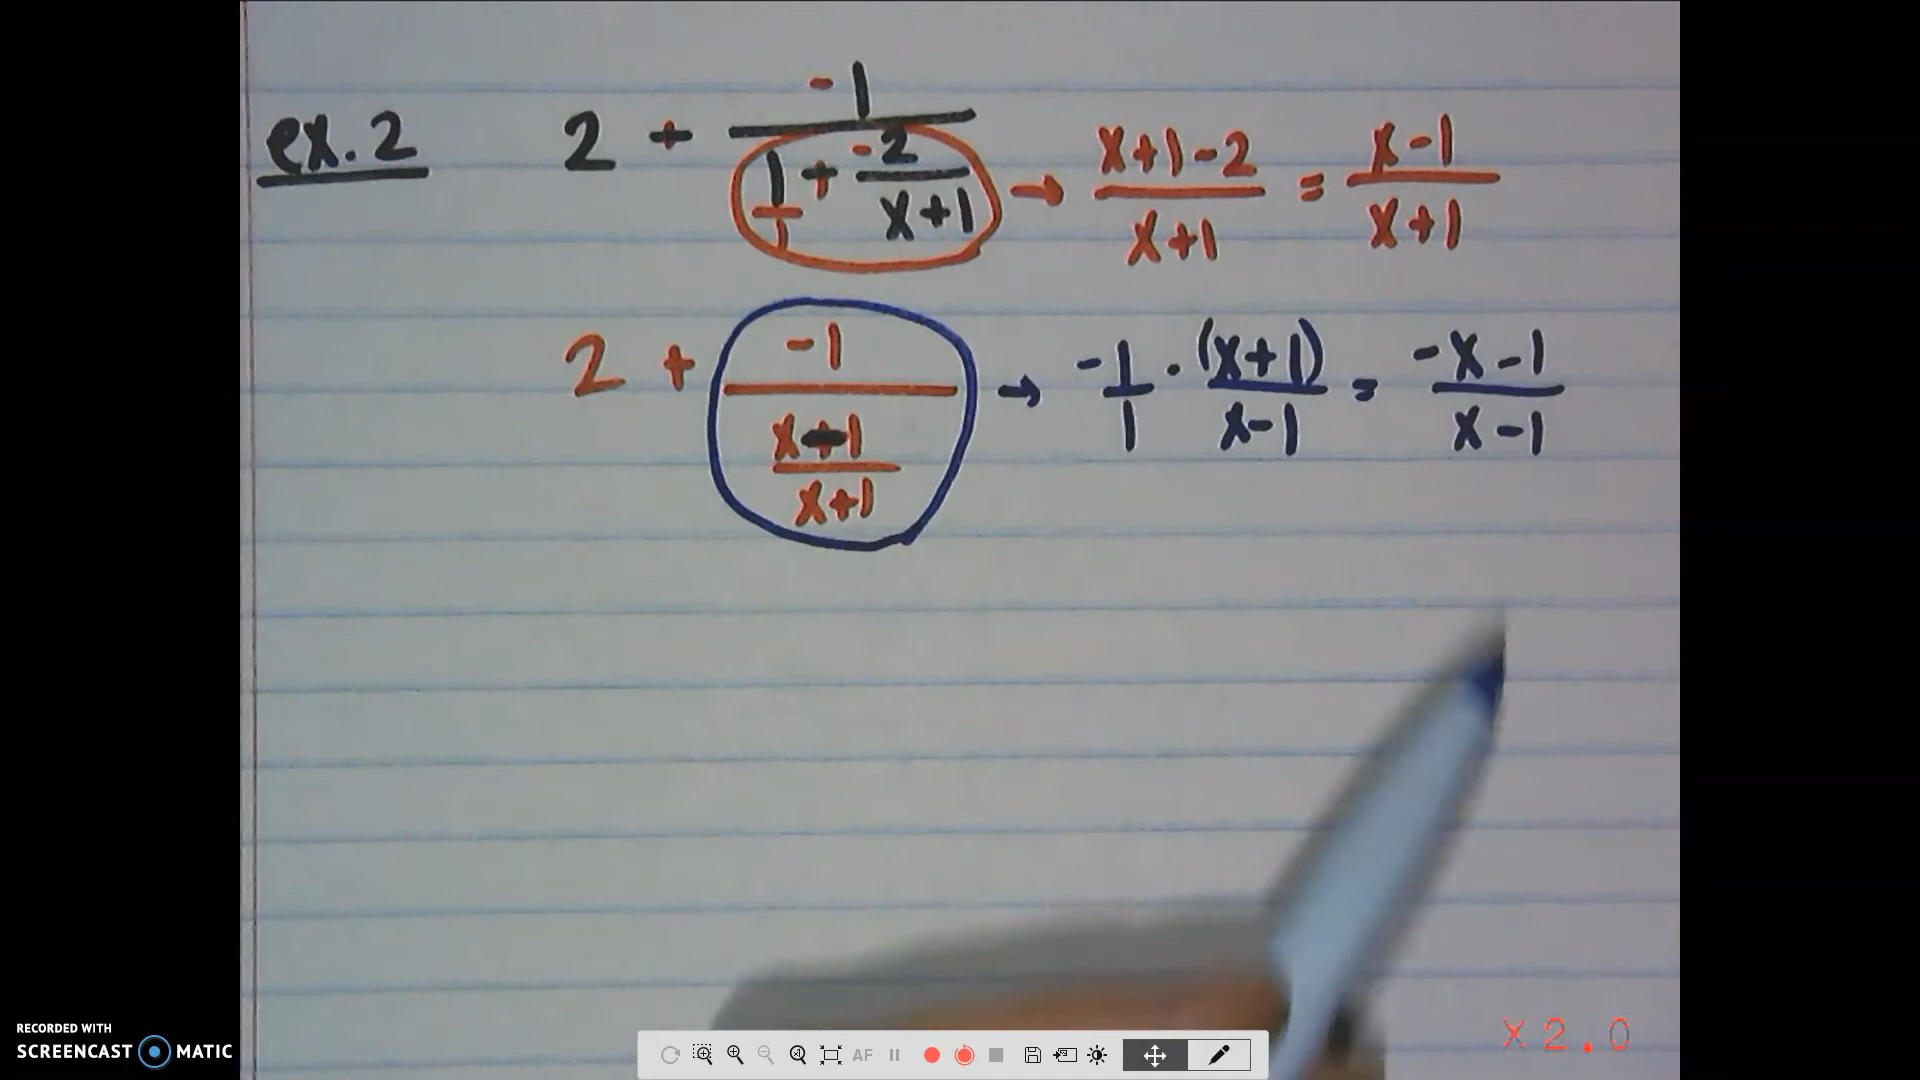 ex. 2 2 + -1/(1/1 + -2/(x+1)) → (x+1-2)/(x+1) = (x-1)/(x+1)
2 + -1/((x-1)/(x+1)) → -1/1 · (x+1)/(x-1) = (-x-1)/(x-1)
AF
X2.0
RECORDED WITH
SCREENCAST MATIC